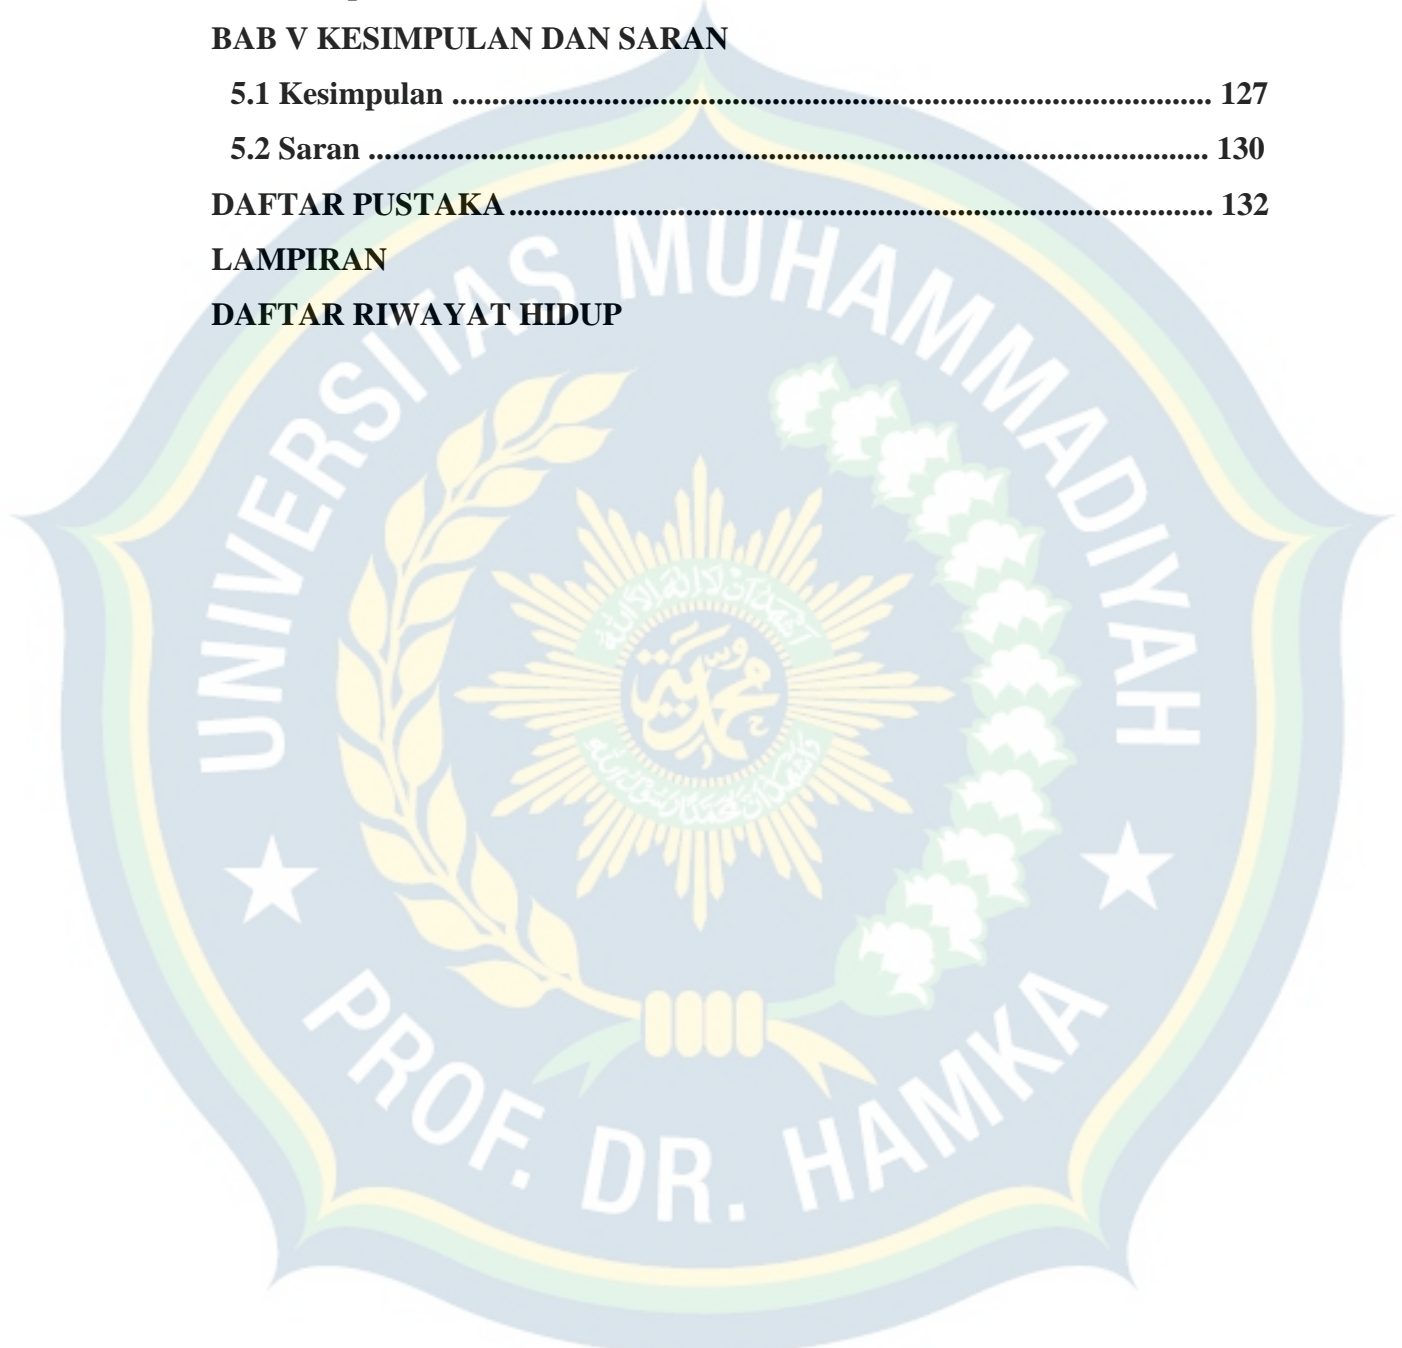 BAB V KESIMPULAN DAN SARAN
5.1 Kesimpulan ................................................................................................ 127
5.2 Saran .......................................................................................................... 130
DAFTAR PUSTAKA ......................................................................................... 132
LAMPIRAN
DAFTAR RIWAYAT HIDUP
UNIVERSITAS MUHAMMADIYAH
محمدية
PROF. DR. HAMKA